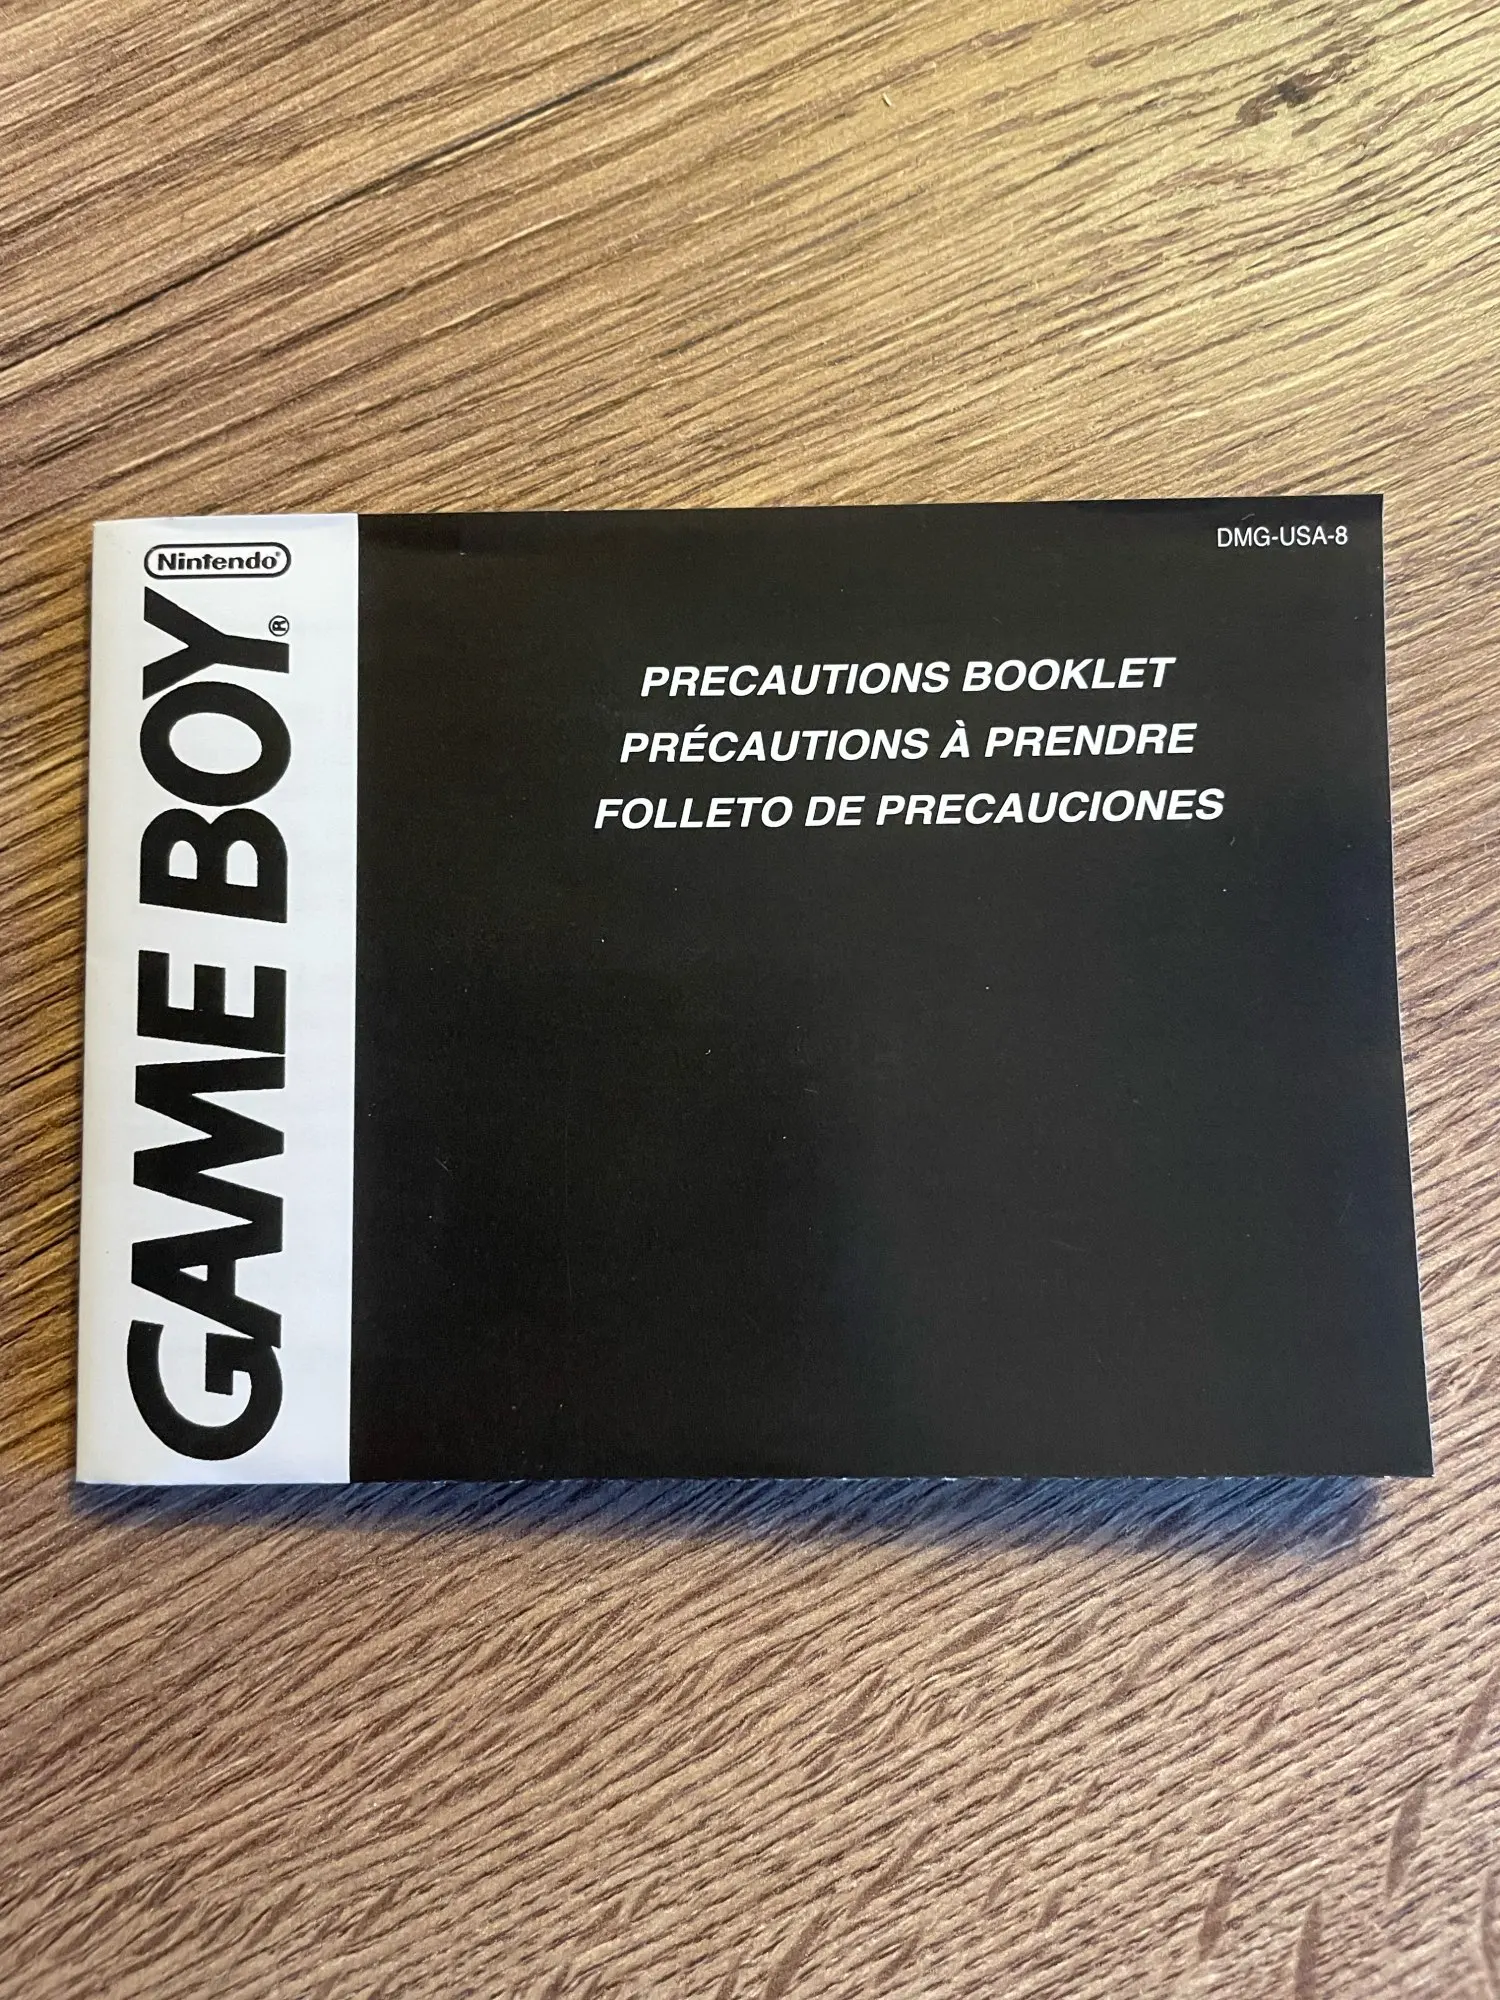 Nintendo®
GAME BOY®
DMG-USA-8
PRECAUTIONS BOOKLET
PRÉCAUTIONS À PRENDRE
FOLLETO DE PRECAUCIONES